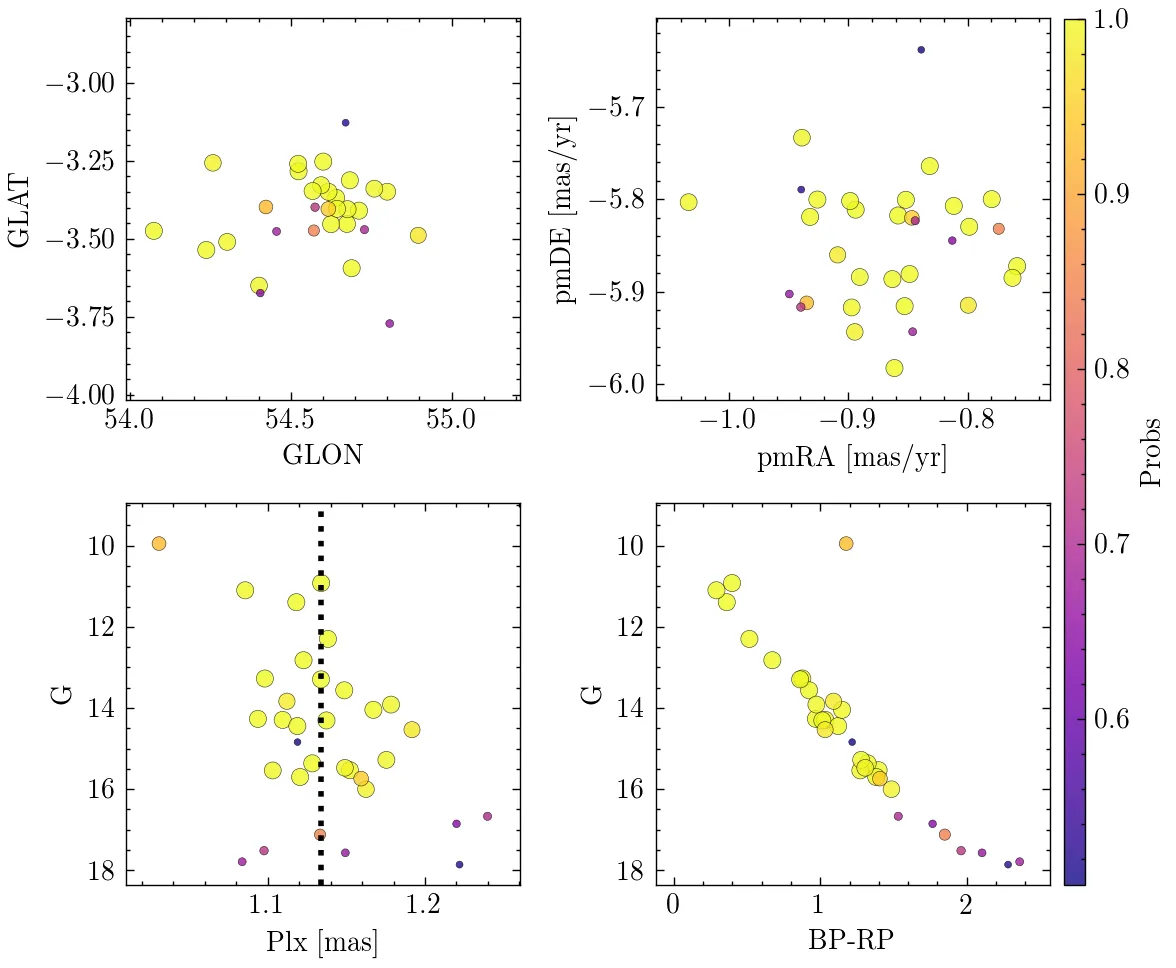 −3.00
−3.25
−3.50
−3.75
−4.00
GLAT
54.0 54.5 55.0
GLON
−5.7
−5.8
−5.9
−6.0
pmDE [mas/yr]
−1.0 −0.9 −0.8
pmRA [mas/yr]
10
12
14
16
18
G
1.1 1.2
Plx [mas]
10
12
14
16
18
G
0 1 2
BP-RP
1.0
0.9
0.8
0.7
0.6
Probs